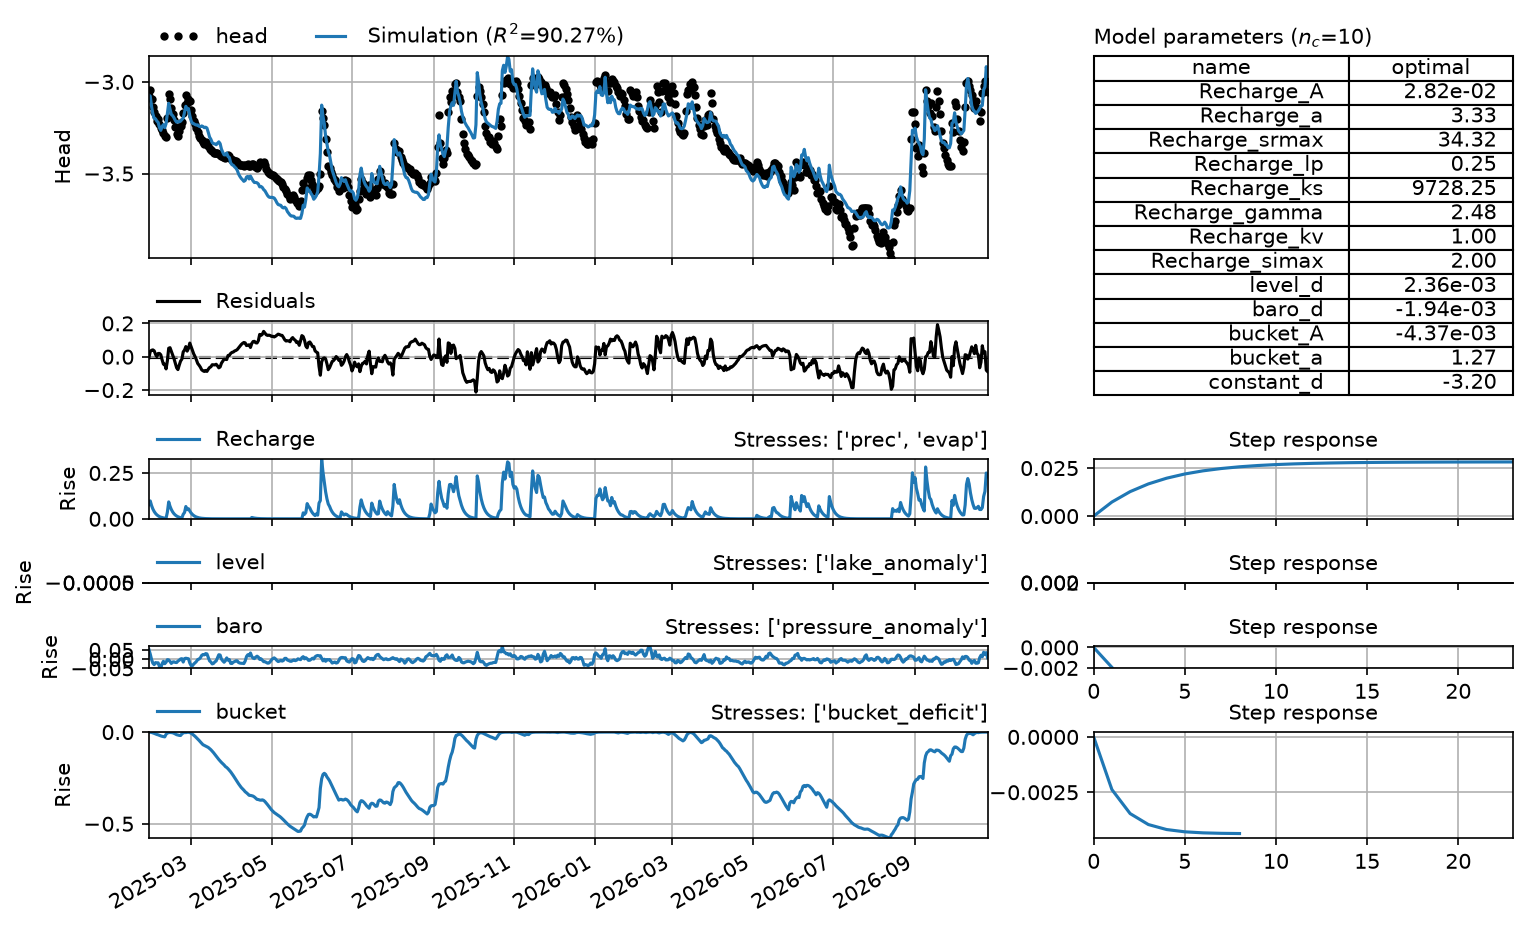 head
Simulation (R²=90.27%)
Model parameters (n_c=10)
−3.0
−3.5
Head
name optimal
Recharge_A 2.82e-02
Recharge_a 3.33
Recharge_srmax 34.32
Recharge_lp 0.25
Recharge_ks 9728.25
Recharge_gamma 2.48
Recharge_kv 1.00
Recharge_simax 2.00
level_d 2.36e-03
baro_d -1.94e-03
bucket_A -4.37e-03
bucket_a 1.27
constant_d -3.20
Residuals
0.2
0.0
−0.2
Recharge
Stresses: ['prec', 'evap']
Step response
0.25
0.00
Rise
0.025
0.000
level
Stresses: ['lake_anomaly']
Step response
Rise
baro
Stresses: ['pressure_anomaly']
Step response
0.05
−0.05
Rise
0.000
−0.002
0 5 10 15 20
bucket
Stresses: ['bucket_deficit']
Step response
0.0
−0.5
Rise
0.0000
−0.0025
0 5 10 15 20
2025-03 2025-05 2025-07 2025-09 2025-11 2026-01 2026-03 2026-05 2026-07 2026-09